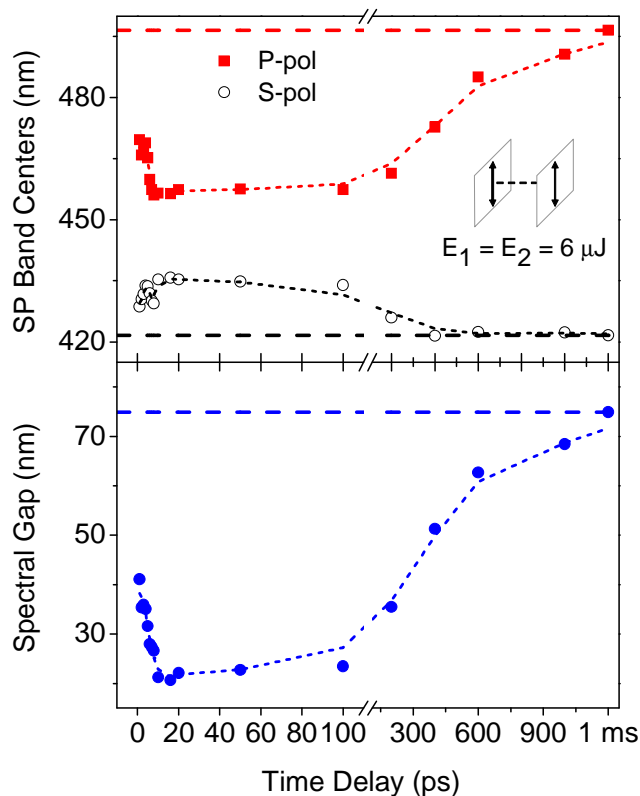 SP Band Centers (nm)
480
450
420
P-pol
S-pol
E1 = E2 = 6 μJ
Spectral Gap (nm)
70
50
30
0 20 40 60 80 100 300 600 900 1 ms
Time Delay (ps)